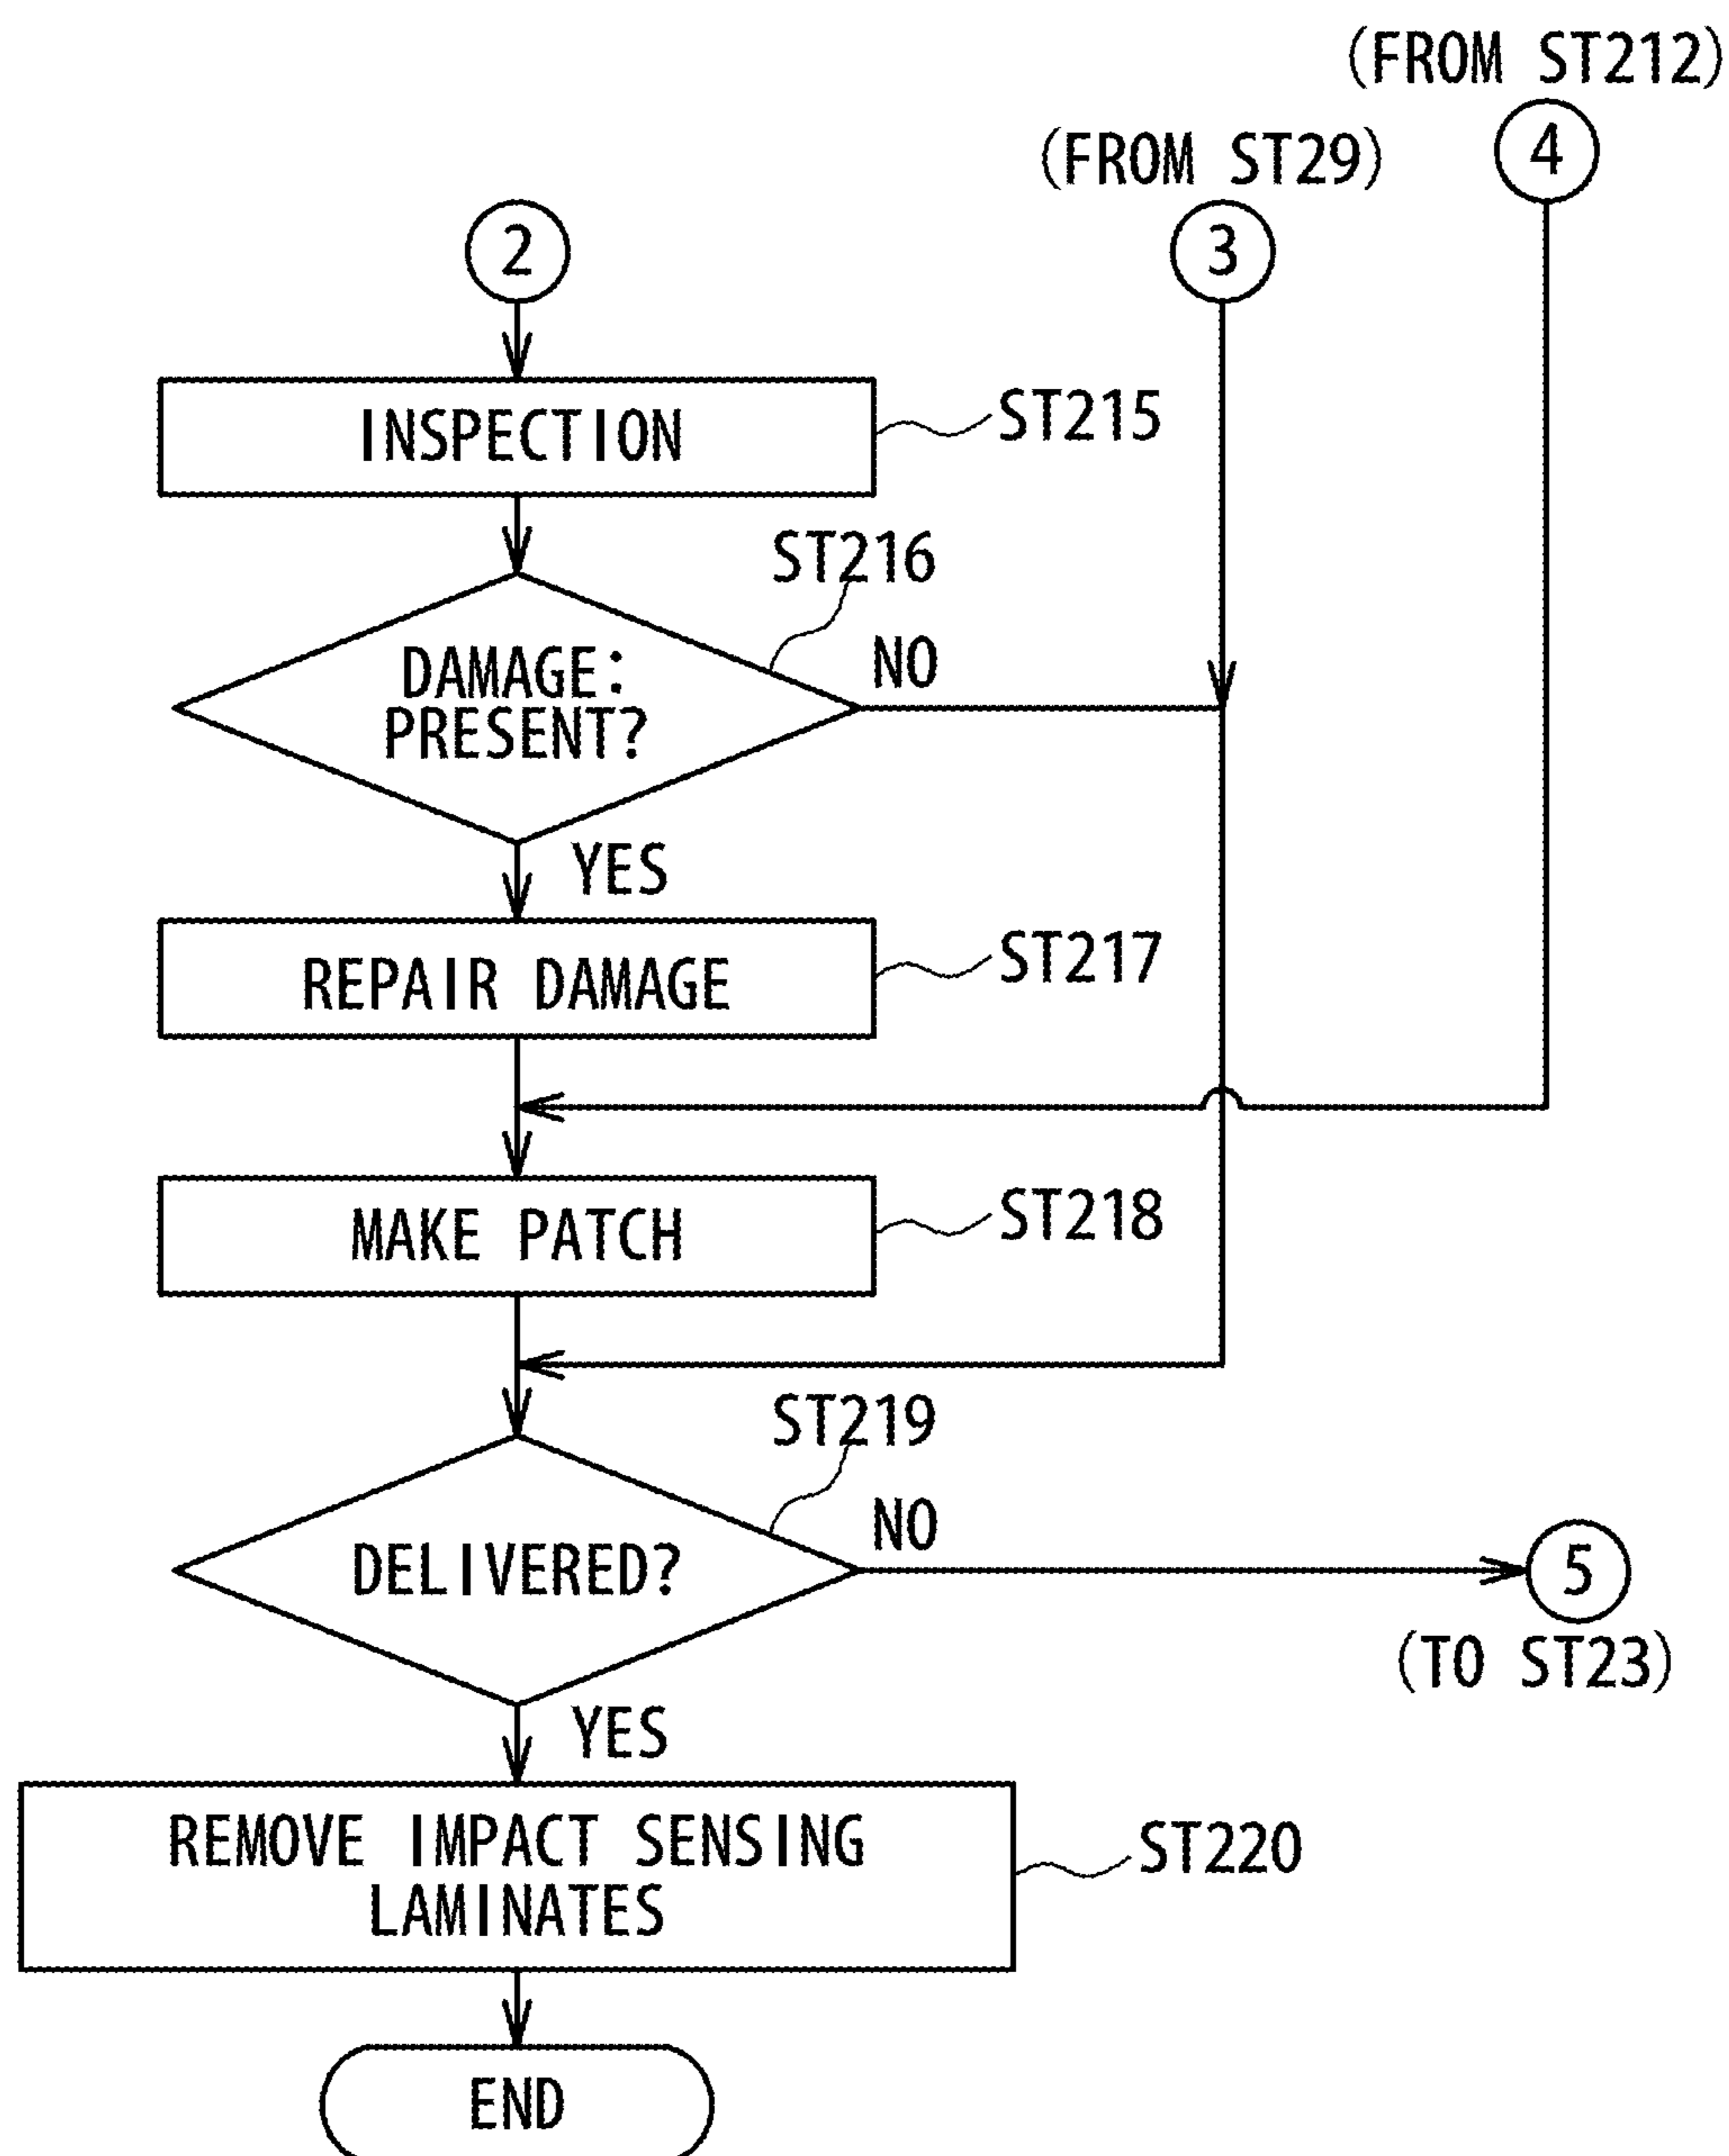 (FROM ST212)
4
(FROM ST29)
3
2
INSPECTION
ST215
ST216
DAMAGE:
PRESENT?
NO
YES
REPAIR DAMAGE
ST217
MAKE PATCH
ST218
ST219
DELIVERED?
NO
5
(TO ST23)
YES
REMOVE IMPACT SENSING
LAMINATES
ST220
END